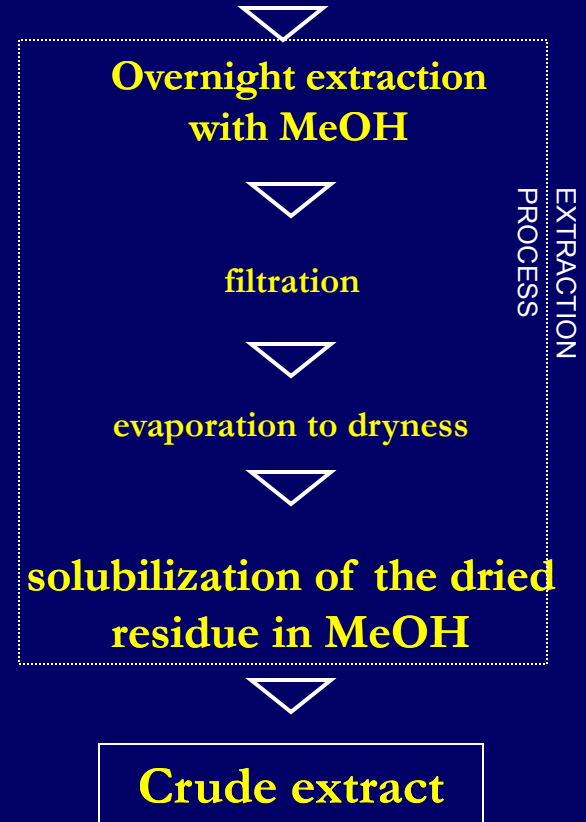 Overnight extraction
with MeOH
EXTRACTION
PROCESS
filtration
evaporation to dryness
solubilization of the dried
residue in MeOH
Crude extract